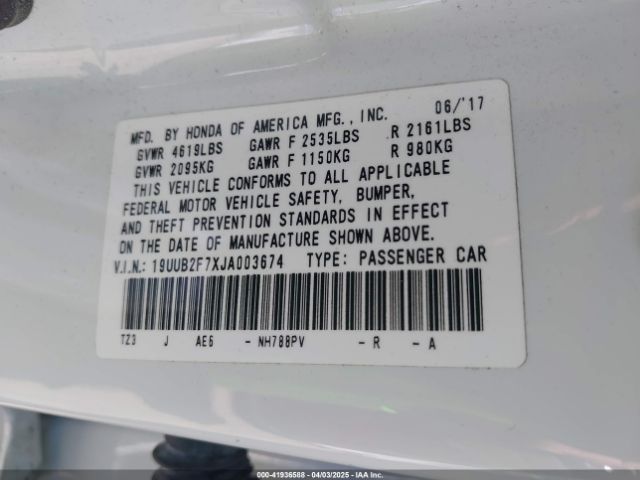 MFD. BY HONDA OF AMERICA MFG., INC. 06/'17
GVWR 4619LBS GAWR F 2535LBS R 2161LBS
GVWR 2095KG GAWR F 1150KG R 980KG
THIS VEHICLE CONFORMS TO ALL APPLICABLE
FEDERAL MOTOR VEHICLE SAFETY, BUMPER,
AND THEFT PREVENTION STANDARDS IN EFFECT
ON THE DATE OF MANUFACTURE SHOWN ABOVE.
V.I.N.: 19UUB2F7XJA003674 TYPE: PASSENGER CAR
TZ3 J AE6 - NH788PV - R - A
000-41936588 | 04/03/2025 | IAA Inc.